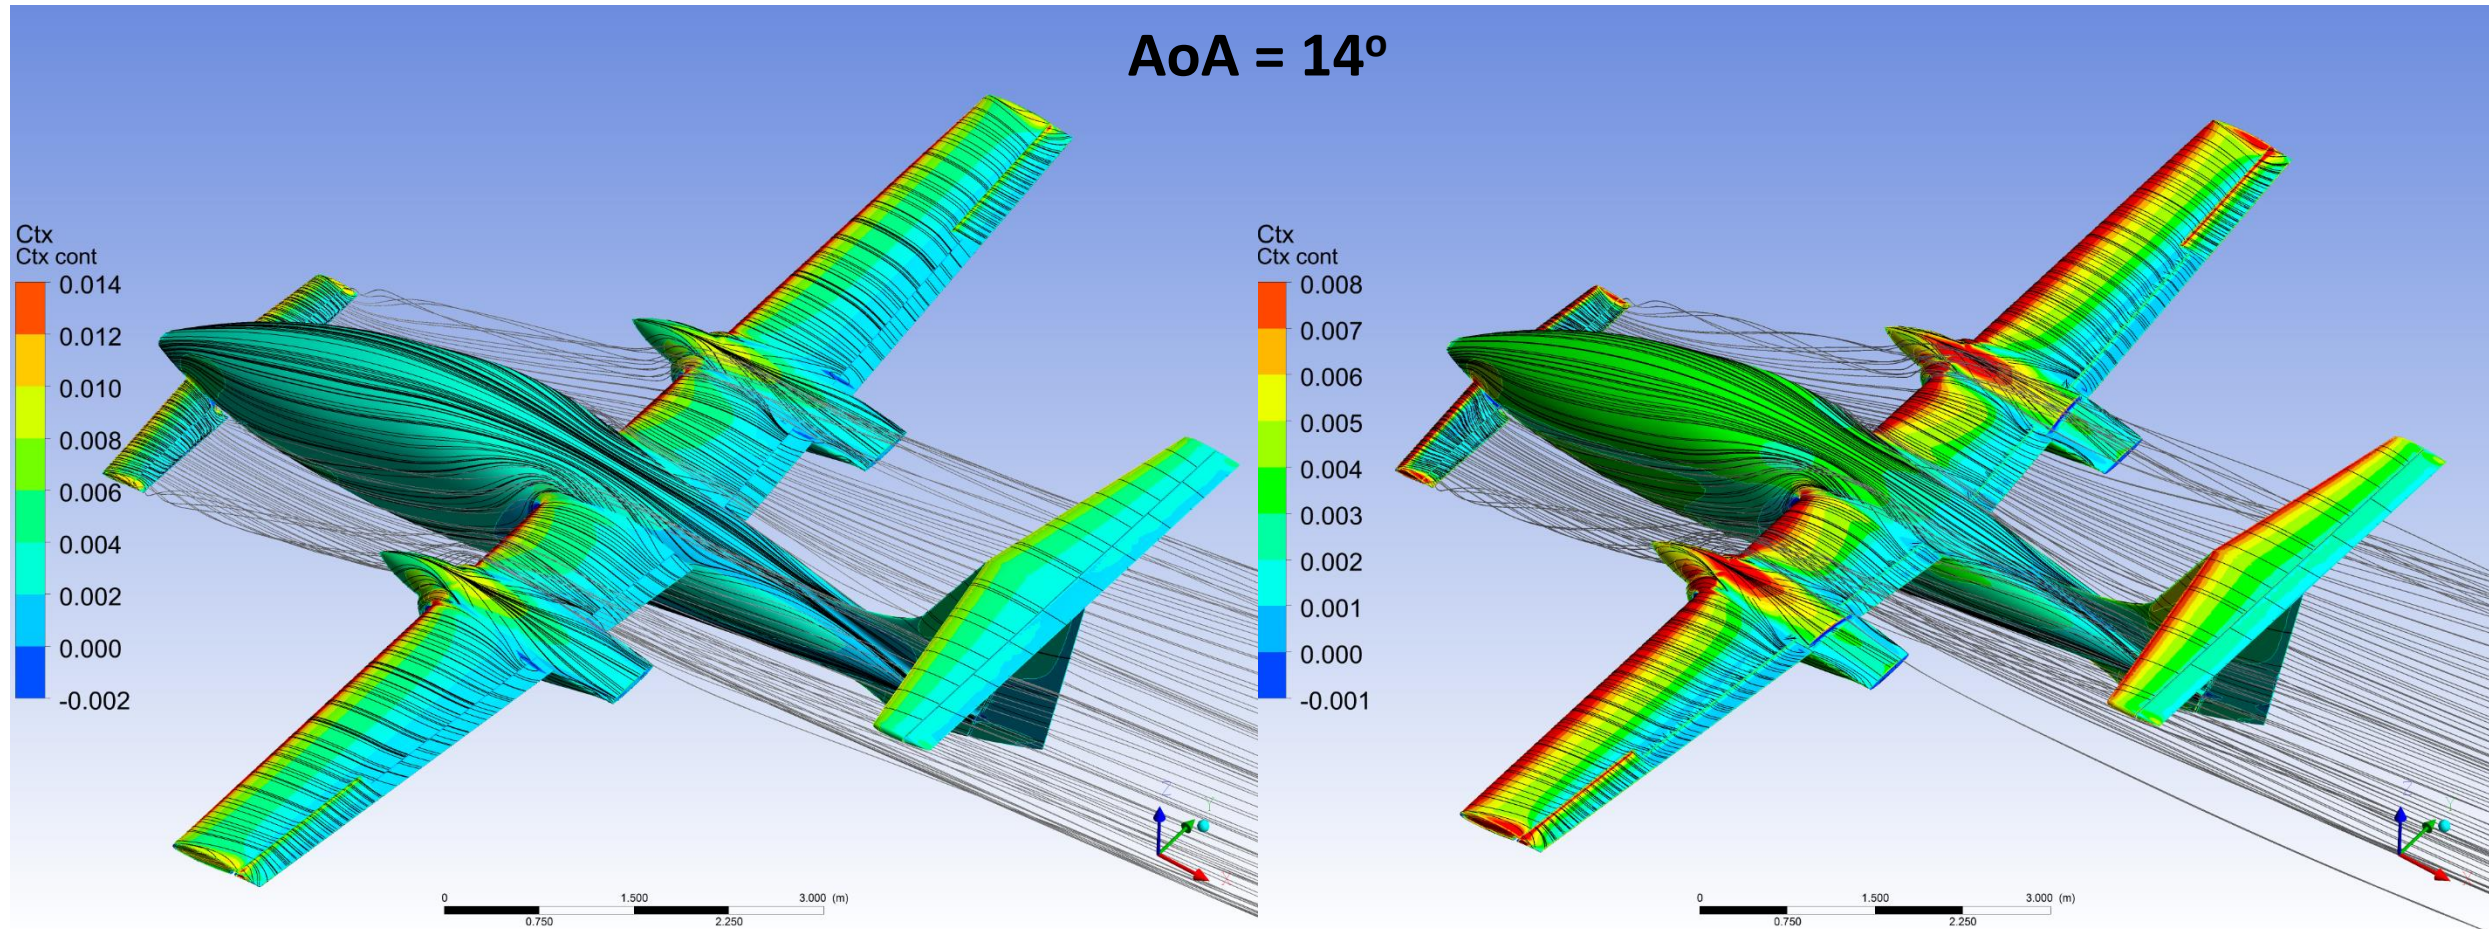 AoA = 14º
Ctx
Ctx cont
0.014
0.012
0.010
0.008
0.006
0.004
0.002
0.000
-0.002
Z
Y
X
0 1.500 3.000 (m)
0.750 2.250
Ctx
Ctx cont
0.008
0.007
0.006
0.005
0.004
0.003
0.002
0.001
0.000
-0.001
Z
Y
X
0 1.500 3.000 (m)
0.750 2.250